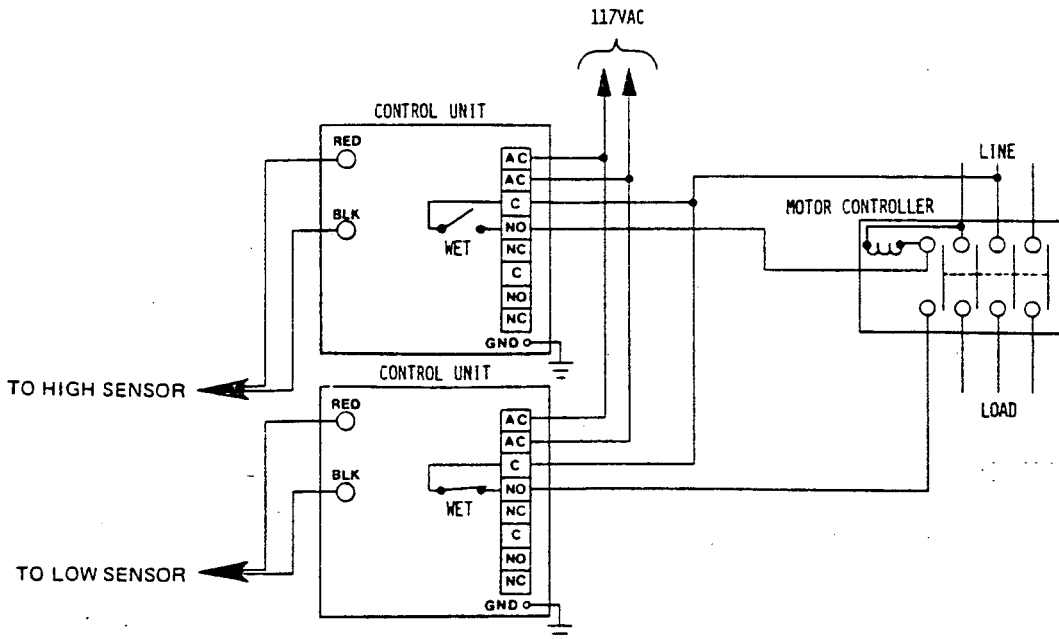 117VAC
CONTROL UNIT
RED
BLK
WET
AC
AC
C
NO
NC
C
NO
NC
GND
TO HIGH SENSOR
LINE
MOTOR CONTROLLER
LOAD
CONTROL UNIT
RED
BLK
WET
AC
AC
C
NO
NC
C
NO
NC
GND
TO LOW SENSOR